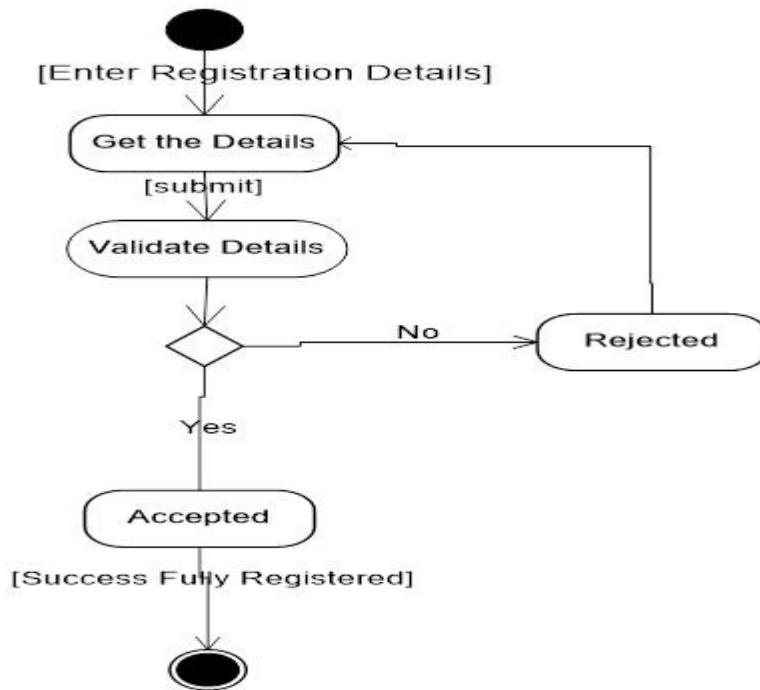 [Enter Registration Details]
Get the Details
[submit]
Validate Details
No
Rejected
Yes
Accepted
[Success Fully Registered]